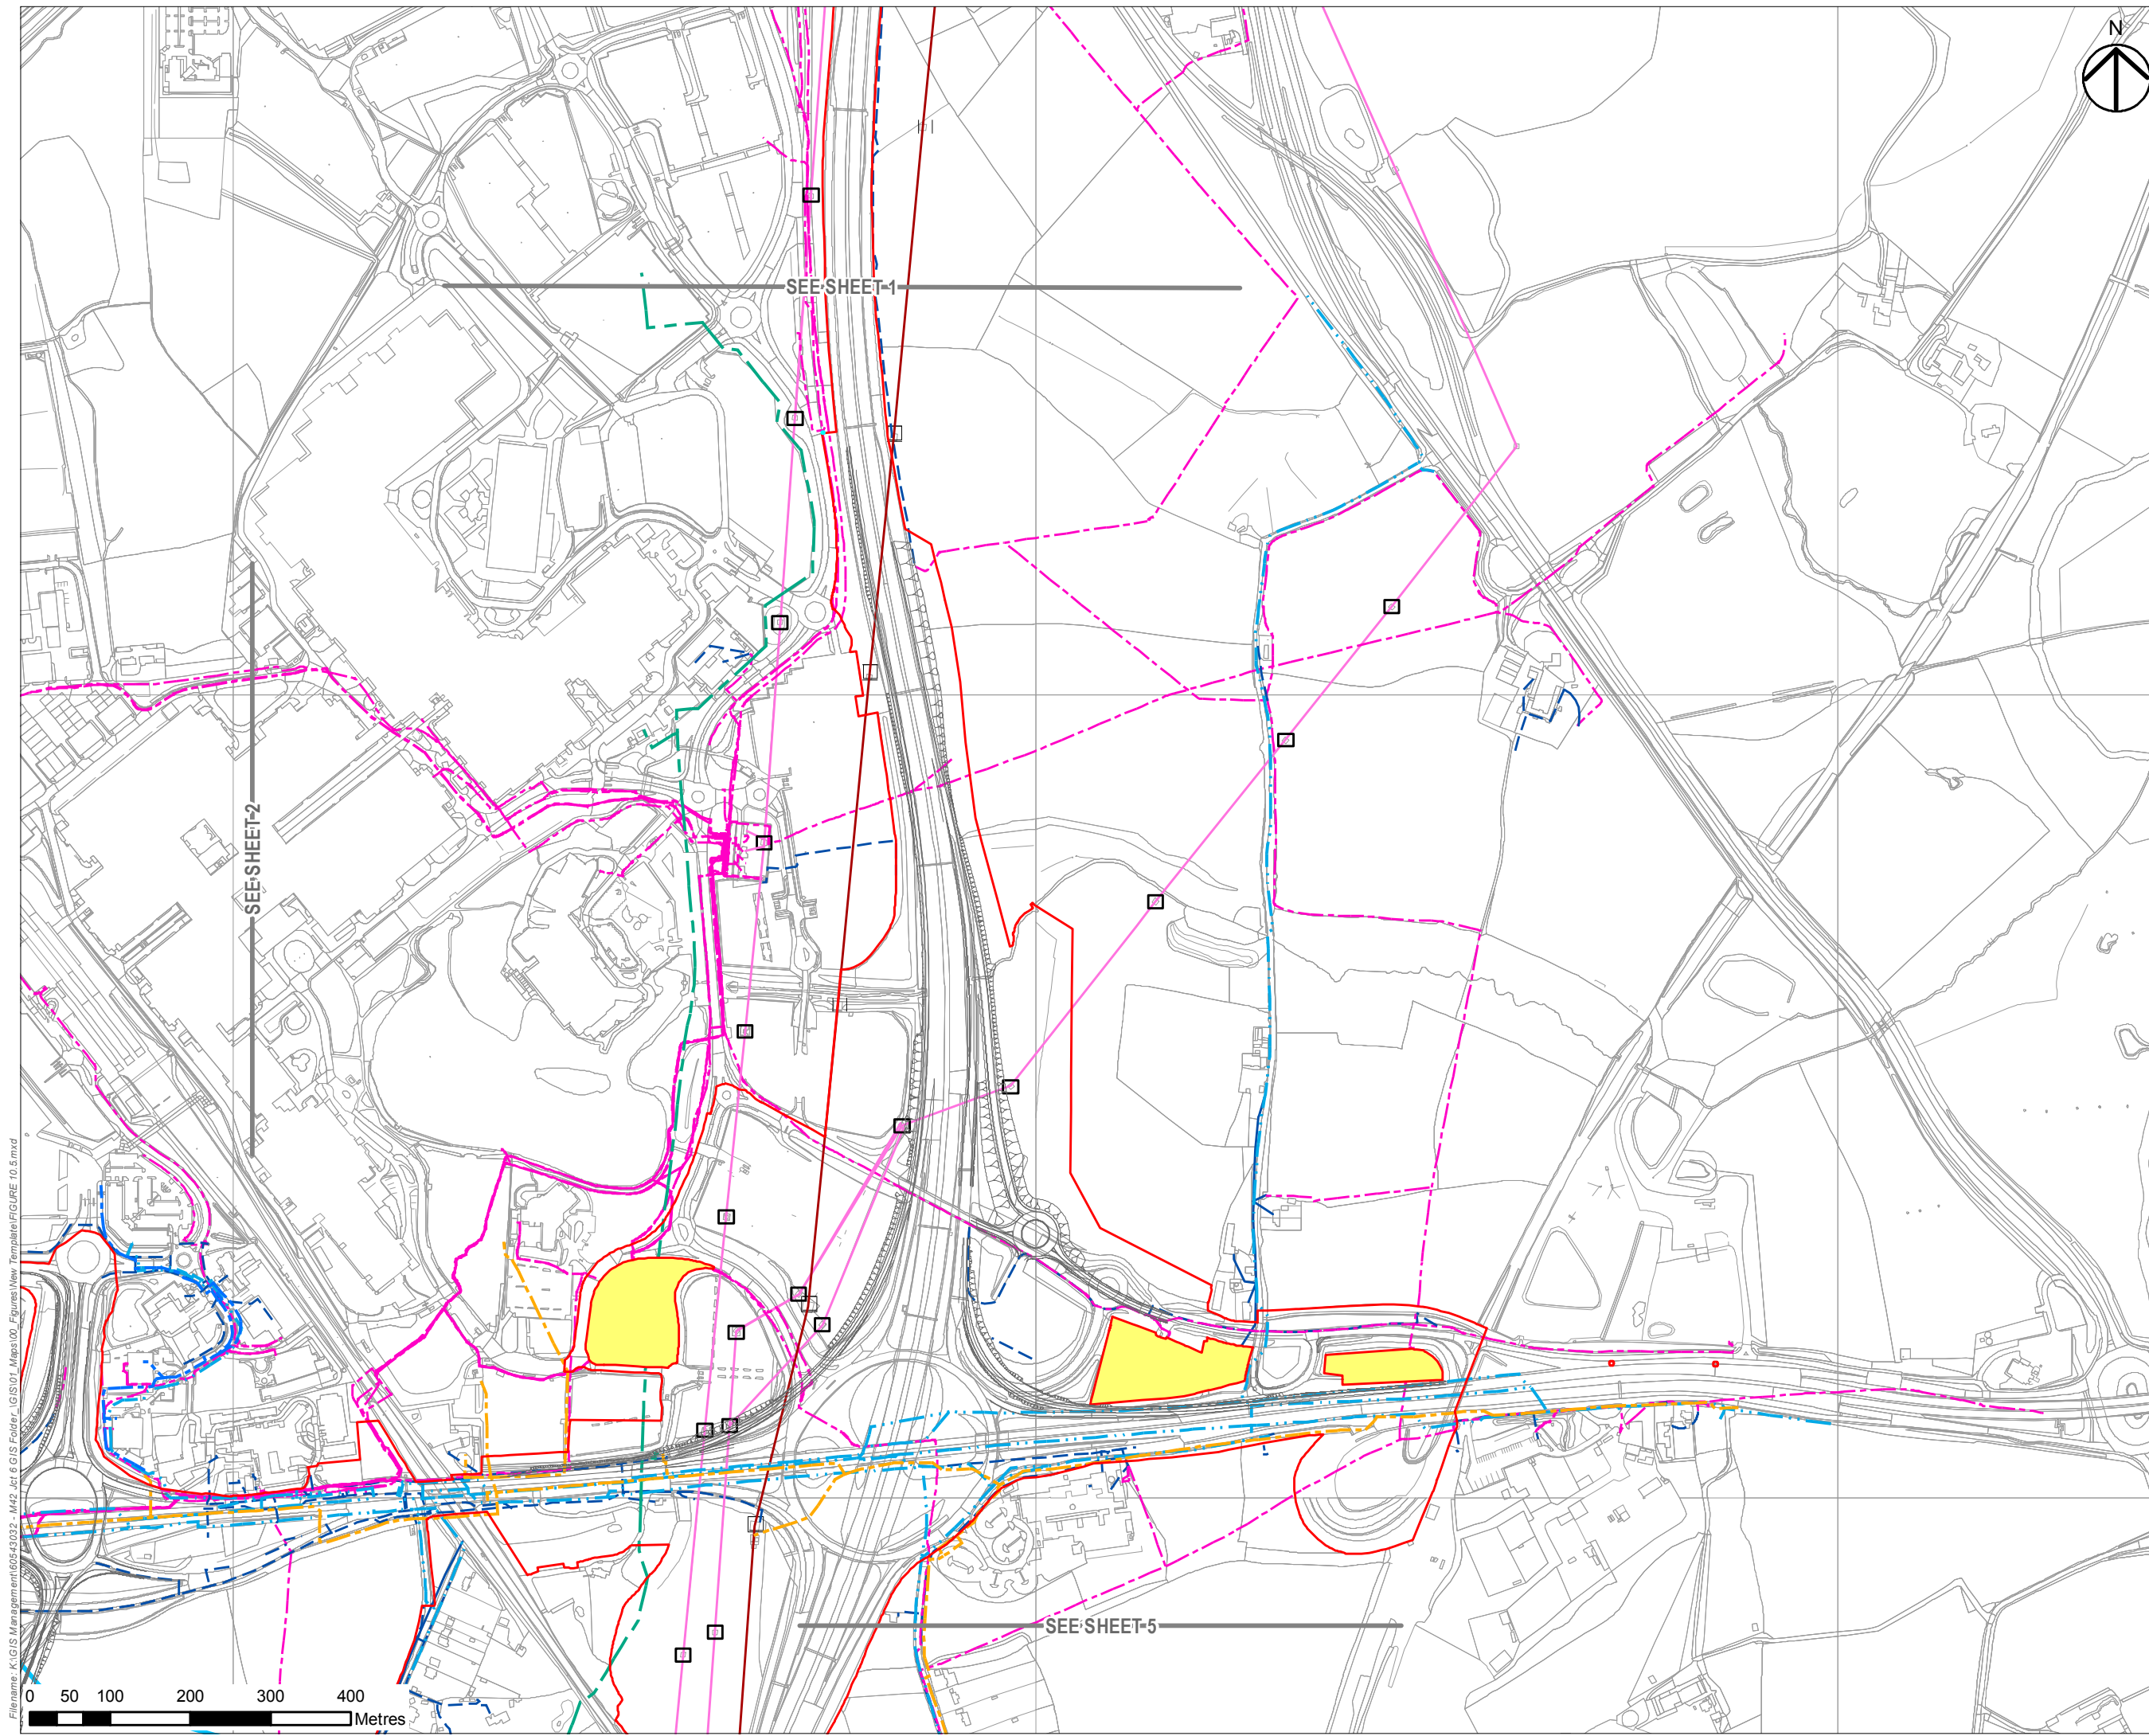 N
SEE SHEET 1
SEE SHEET 2
SEE SHEET 5
Filename: K:\GIS Management\60543032 - M42 Jct 6 GIS Folder_\GIS\01_Maps\00_Figures\New Template\FIGURE 10.5.mxd
0 50 100 200 300 400
Metres